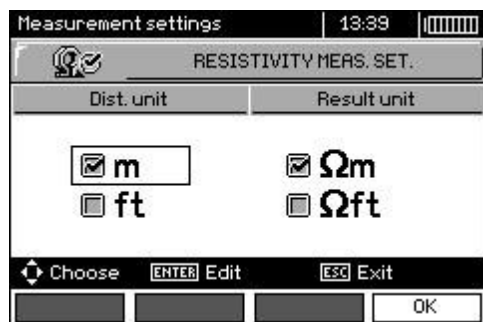 Measurement settings 13:39
RESISTIVITY MEAS. SET.
Dist. unit Result unit
m Ωm
ft Ωft
Choose ENTER Edit ESC Exit
OK